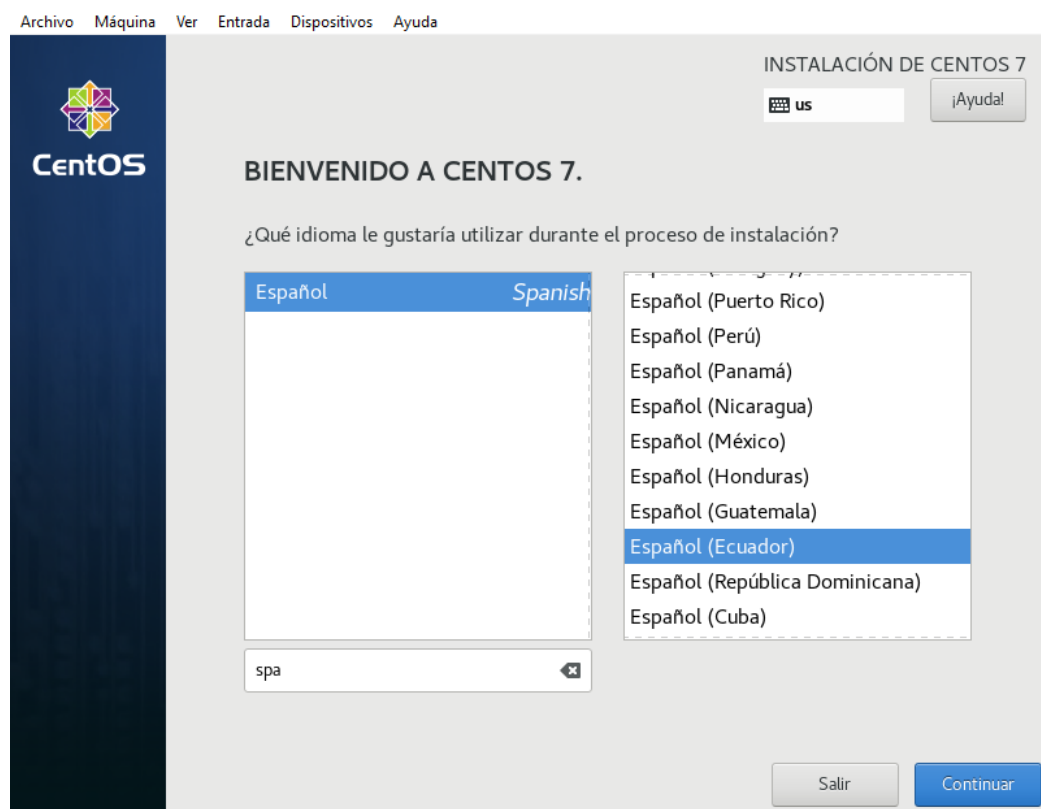 Archivo Máquina Ver Entrada Dispositivos Ayuda
INSTALACIÓN DE CENTOS 7
us
¡Ayuda!
CentOS
BIENVENIDO A CENTOS 7.
¿Qué idioma le gustaría utilizar durante el proceso de instalación?
Español Spanish
Español (Puerto Rico)
Español (Perú)
Español (Panamá)
Español (Nicaragua)
Español (México)
Español (Honduras)
Español (Guatemala)
Español (Ecuador)
Español (República Dominicana)
Español (Cuba)
spa
Salir Continuar